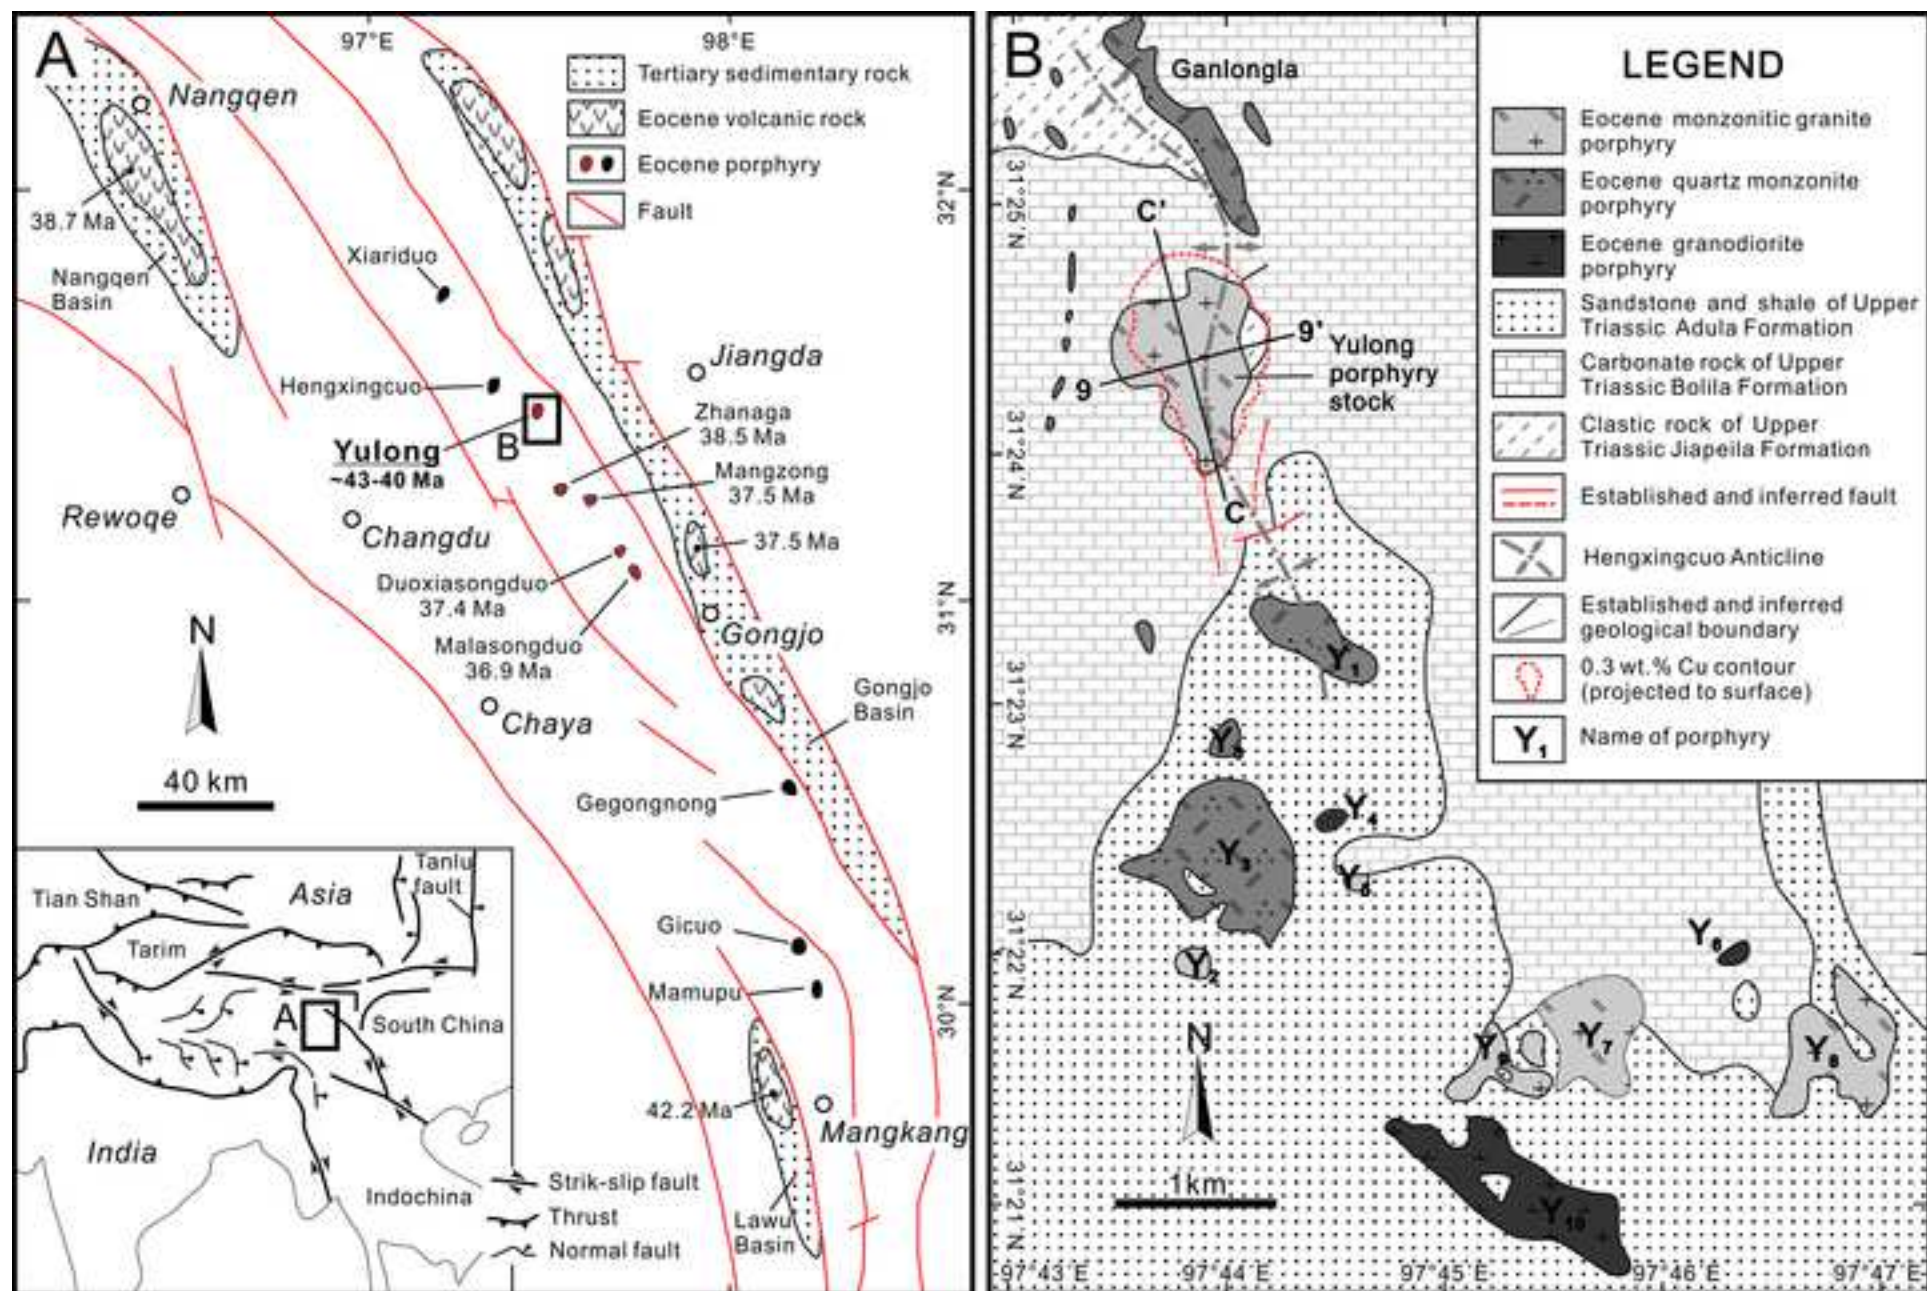 A
97°E
98°E
Tertiary sedimentary rock
Eocene volcanic rock
Eocene porphyry
Fault
Nangqen
38.7 Ma
Nangqen
Basin
32°N
Xiariduo
Hengxingcuo
Jiangda
Zhanaga
38.5 Ma
Yulong
~43-40 Ma
B
Mangzong
37.5 Ma
Rewoqe
Changdu
37.5 Ma
Duoxiasongduo
37.4 Ma
31°N
Gongjo
Malasongduo
36.9 Ma
N
Chaya
Gongjo
Basin
40 km
Gegongnong
Gicuo
Mamupu
30°N
42.2 Ma
Mangkang
Lawu
Basin
Tian Shan
Asia
Tanlu
fault
Tarim
A
South China
India
Indochina
Strik-slip fault
Thrust
Normal fault
B
Ganlongla
31°25′N
C'
9'
9
Yulong
porphyry
stock
31°24′N
C
Y1
31°23′N
Y3
Y4
31°22′N
Y2
Y6
Y7
Y8
N
Y10
1km
31°21′N
97°43′E
97°44′E
97°45′E
97°46′E
97°47′E
LEGEND
Eocene monzonitic granite
porphyry
Eocene quartz monzonite
porphyry
Eocene granodiorite
porphyry
Sandstone and shale of Upper
Triassic Adula Formation
Carbonate rock of Upper
Triassic Bolila Formation
Clastic rock of Upper
Triassic Jiapeila Formation
Established and inferred fault
Hengxingcuo Anticline
Established and inferred
geological boundary
0.3 wt.% Cu contour
(projected to surface)
Y1
Name of porphyry